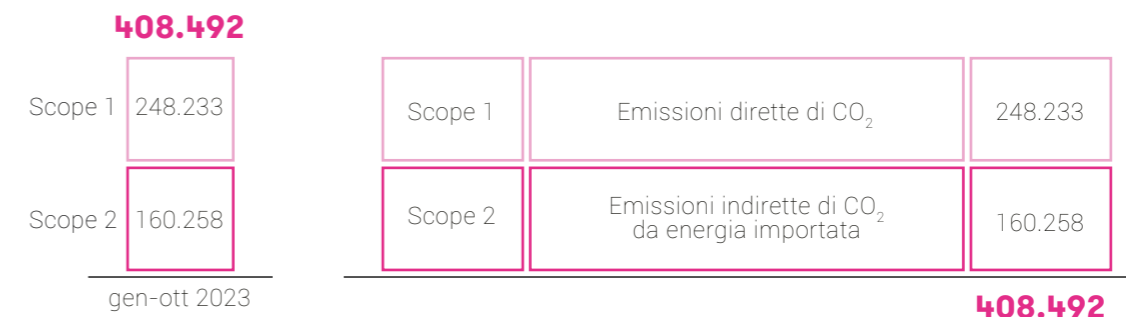 408.492
Scope 1 248.233
Scope 2 160.258
gen-ott 2023
Scope 1 Emissioni dirette di CO₂ 248.233
Scope 2 Emissioni indirette di CO₂ 160.258
da energia importata
408.492